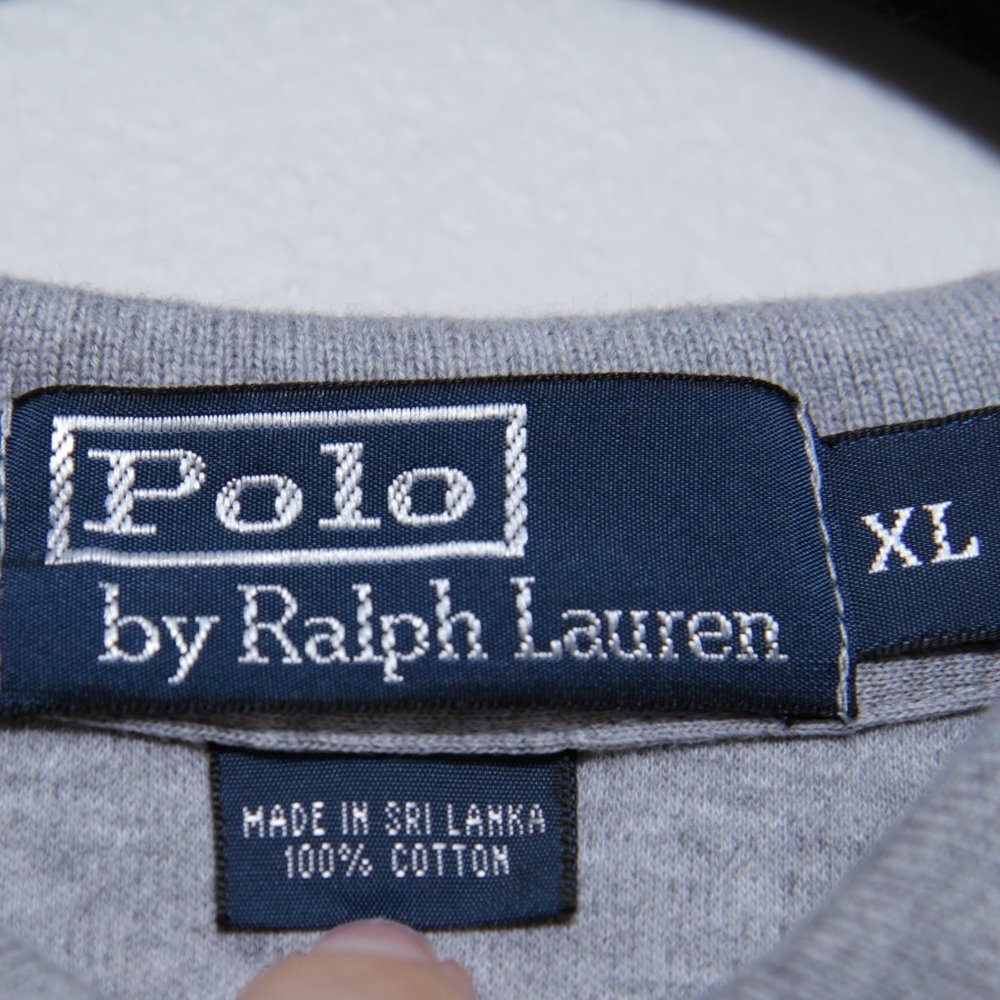 Polo
by Ralph Lauren
XL
MADE IN SRI LANKA
100% COTTON